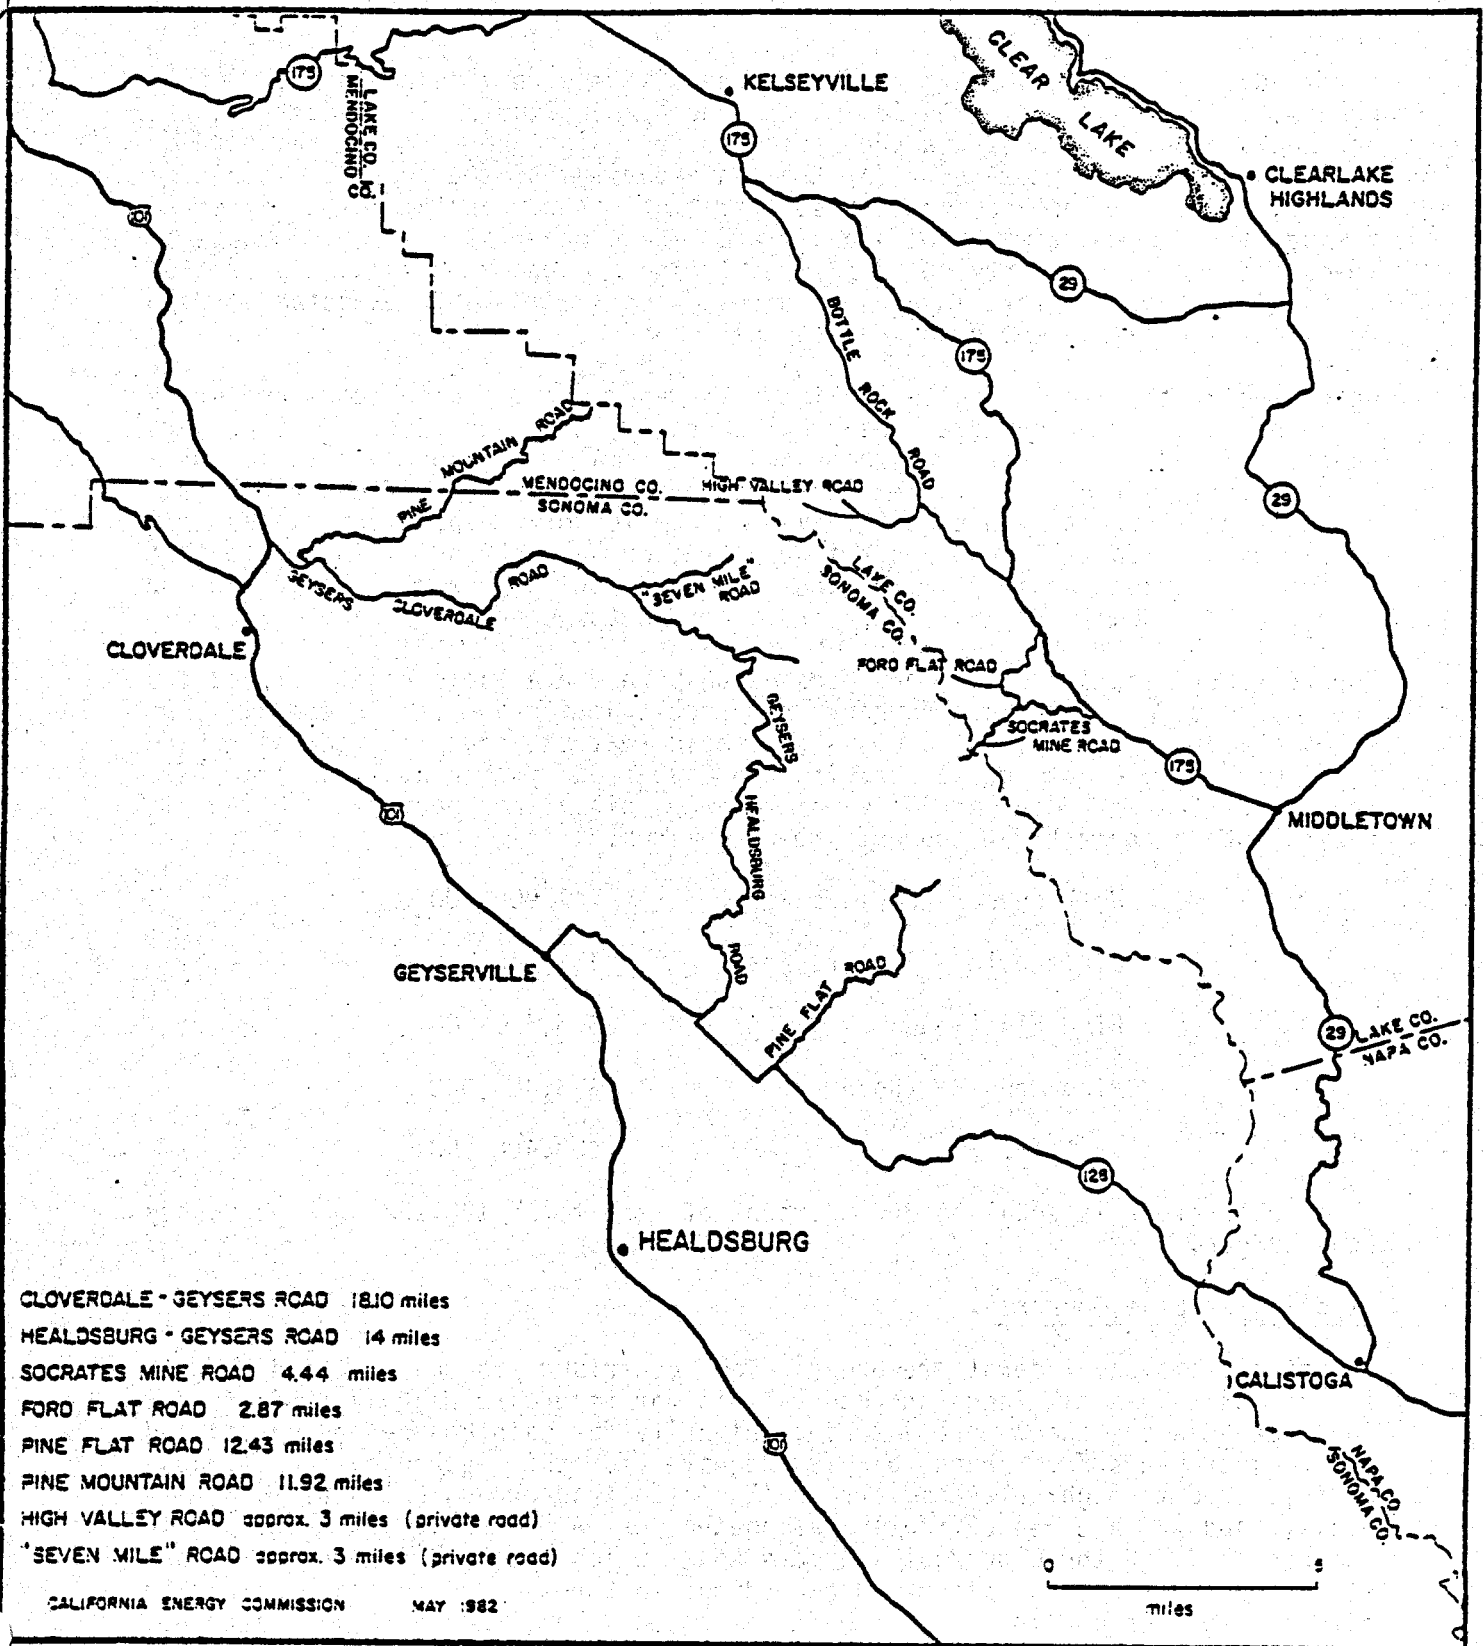 175
LAKE CO.
MENDOCINO
CO.
KELSEYVILLE
175
CLEAR
LAKE
CLEARLAKE
HIGHLANDS
101
29
BOTTLE
ROCK
ROAD
175
29
PINE
MOUNTAIN
ROAD
MENDOCINO CO.
SONOMA CO.
HIGH VALLEY ROAD
GEYSERS
CLOVERDALE
ROAD
"SEVEN MILE"
ROAD
LAKE CO.
SONOMA CO.
CLOVERDALE
FORD FLAT ROAD
SOCRATES
MINE ROAD
175
MIDDLETOWN
GEYSERS
HEALDSBURG
ROAD
101
GEYSERVILLE
PINE FLAT
ROAD
29
LAKE CO.
NAPA CO.
128
HEALDSBURG
CALISTOGA
101
NAPA CO.
SONOMA CO.
CLOVERDALE - GEYSERS ROAD 18.10 miles
HEALDSBURG - GEYSERS ROAD 14 miles
SOCRATES MINE ROAD 4.44 miles
FORD FLAT ROAD 2.87 miles
PINE FLAT ROAD 12.43 miles
PINE MOUNTAIN ROAD 11.92 miles
HIGH VALLEY ROAD approx. 3 miles (private road)
"SEVEN MILE" ROAD approx. 3 miles (private road)
CALIFORNIA ENERGY COMMISSION MAY 1982
0 5
miles